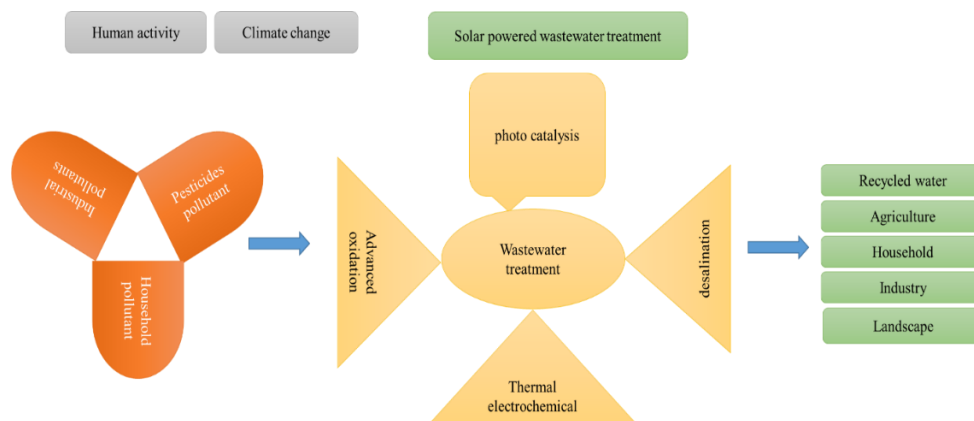 Human activity
Climate change
Solar powered wastewater treatment
photo catalysis
Industrial
pollutants
Pesticides
pollutant
Household
pollutant
Advanced
oxidation
Wastewater
treatment
desalination
Thermal
electrochemical
Recycled water
Agriculture
Household
Industry
Landscape